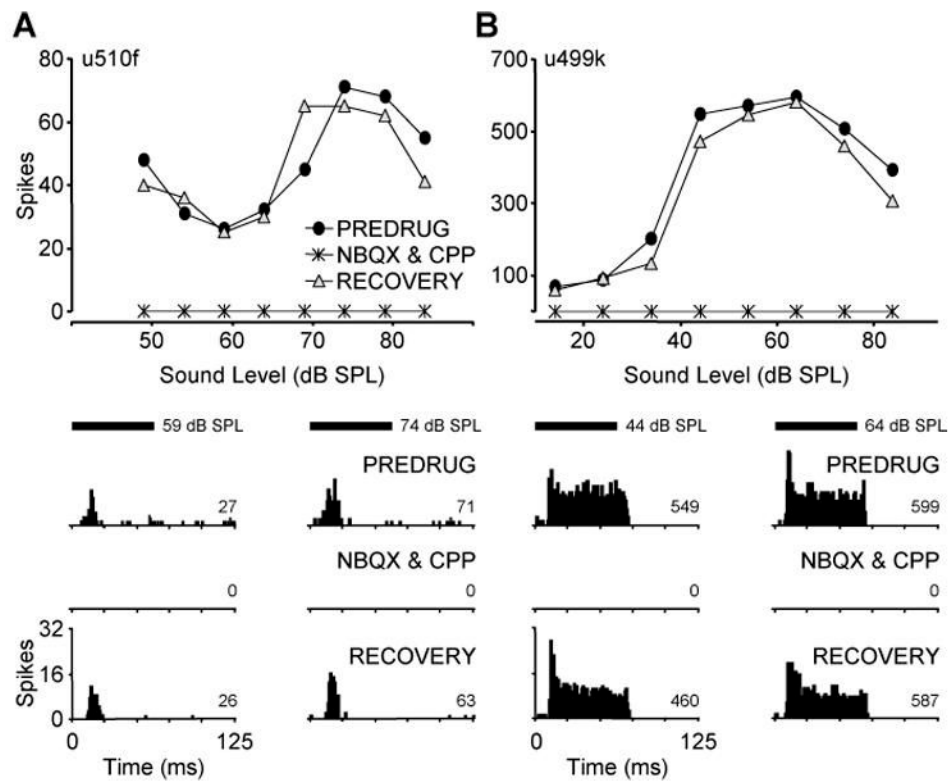 A
B
80
u510f
60
40
20
0
Spikes
PREDRUG
NBQX & CPP
RECOVERY
50 60 70 80
Sound Level (dB SPL)
700
u499k
500
300
100
20 40 60 80
Sound Level (dB SPL)
59 dB SPL
74 dB SPL
44 dB SPL
64 dB SPL
PREDRUG
PREDRUG
27
71
549
599
NBQX & CPP
NBQX & CPP
0
0
0
0
32
16
0
Spikes
RECOVERY
RECOVERY
26
63
460
587
0 125
0 125
Time (ms)
Time (ms)